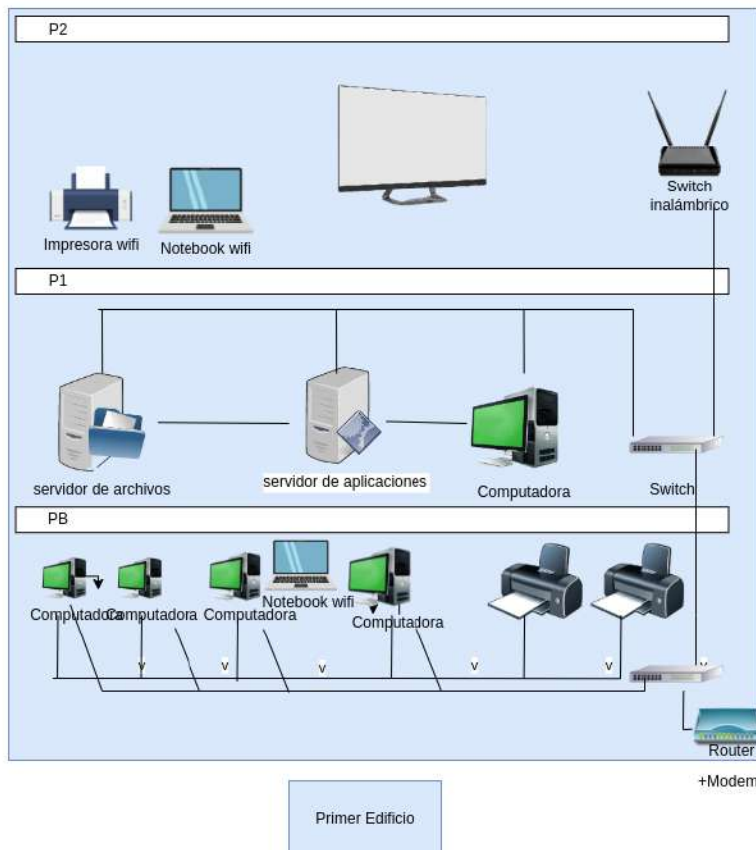 P2
Switch
inalámbrico
Impresora wifi
Notebook wifi
P1
servidor de archivos
servidor de aplicaciones
Computadora
Switch
PB
Notebook wifi
Computadora
Computadora
Computadora
Computadora
v
v
v
v
v
v
Router
+Modem
Primer Edificio